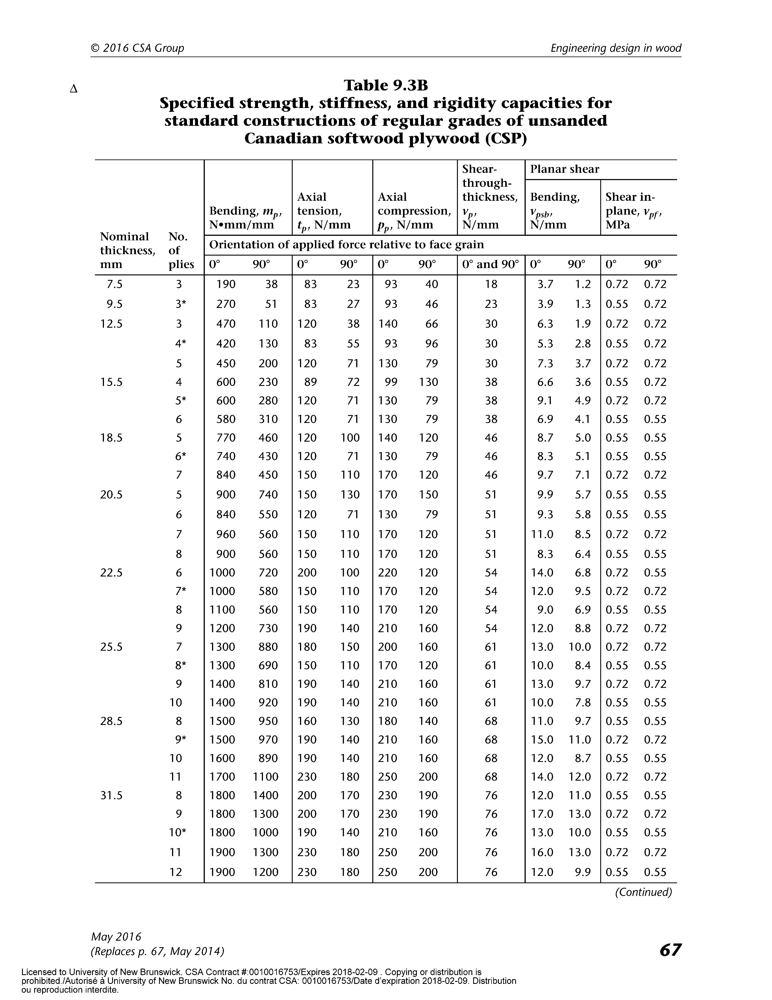 © 2016 CSA Group Engineering design in wood
Δ
Table 9.3B
Specified strength, stiffness, and rigidity capacities for
standard constructions of regular grades of unsanded
Canadian softwood plywood (CSP)
Nominal thickness, mm
No. of plies
Bending, mp, N•mm/mm
Axial tension, tp, N/mm
Axial compression, pp, N/mm
Shear-through-thickness, vp, N/mm
Planar shear
Bending, vpsb, N/mm
Shear in-plane, vpf, MPa
Orientation of applied force relative to face grain
0° 90° 0° 90° 0° 90° 0° and 90° 0° 90° 0° 90°
7.5 3 190 38 83 23 93 40 18 3.7 1.2 0.72 0.72
9.5 3* 270 51 83 27 93 46 23 3.9 1.3 0.55 0.72
12.5 3 470 110 120 38 140 66 30 6.3 1.9 0.72 0.72
4* 420 130 83 55 93 96 30 5.3 2.8 0.55 0.72
5 450 200 120 71 130 79 30 7.3 3.7 0.72 0.72
15.5 4 600 230 89 72 99 130 38 6.6 3.6 0.55 0.72
5* 600 280 120 71 130 79 38 9.1 4.9 0.72 0.72
6 580 310 120 71 130 79 38 6.9 4.1 0.55 0.55
18.5 5 770 460 120 100 140 120 46 8.7 5.0 0.55 0.55
6* 740 430 120 71 130 79 46 8.3 5.1 0.55 0.55
7 840 450 150 110 170 120 46 9.7 7.1 0.72 0.72
20.5 5 900 740 150 130 170 150 51 9.9 5.7 0.55 0.55
6 840 550 120 71 130 79 51 9.3 5.8 0.55 0.55
7 960 560 150 110 170 120 51 11.0 8.5 0.72 0.72
8 900 560 150 110 170 120 51 8.3 6.4 0.55 0.55
22.5 6 1000 720 200 100 220 120 54 14.0 6.8 0.72 0.55
7* 1000 580 150 110 170 120 54 12.0 9.5 0.72 0.72
8 1100 560 150 110 170 120 54 9.0 6.9 0.55 0.55
9 1200 730 190 140 210 160 54 12.0 8.8 0.72 0.72
25.5 7 1300 880 180 150 200 160 61 13.0 10.0 0.72 0.72
8* 1300 690 150 110 170 120 61 10.0 8.4 0.55 0.55
9 1400 810 190 140 210 160 61 13.0 9.7 0.72 0.72
10 1400 920 190 140 210 160 61 10.0 7.8 0.55 0.55
28.5 8 1500 950 160 130 180 140 68 11.0 9.7 0.55 0.55
9* 1500 970 190 140 210 160 68 15.0 11.0 0.72 0.72
10 1600 890 190 140 210 160 68 12.0 8.7 0.55 0.55
11 1700 1100 230 180 250 200 68 14.0 12.0 0.72 0.72
31.5 8 1800 1400 200 170 230 190 76 12.0 11.0 0.55 0.55
9 1800 1300 200 170 230 190 76 17.0 13.0 0.72 0.72
10* 1800 1000 190 140 210 160 76 13.0 10.0 0.55 0.55
11 1900 1300 230 180 250 200 76 16.0 13.0 0.72 0.72
12 1900 1200 230 180 250 200 76 12.0 9.9 0.55 0.55
(Continued)
May 2016
(Replaces p. 67, May 2014)
67
Licensed to University of New Brunswick. CSA Contract #:0010016753/Expires 2018-02-09 . Copying or distribution is
prohibited./Autorisé à University of New Brunswick No. du contrat CSA: 0010016753/Date d'expiration 2018-02-09. Distribution
ou reproduction interdite.